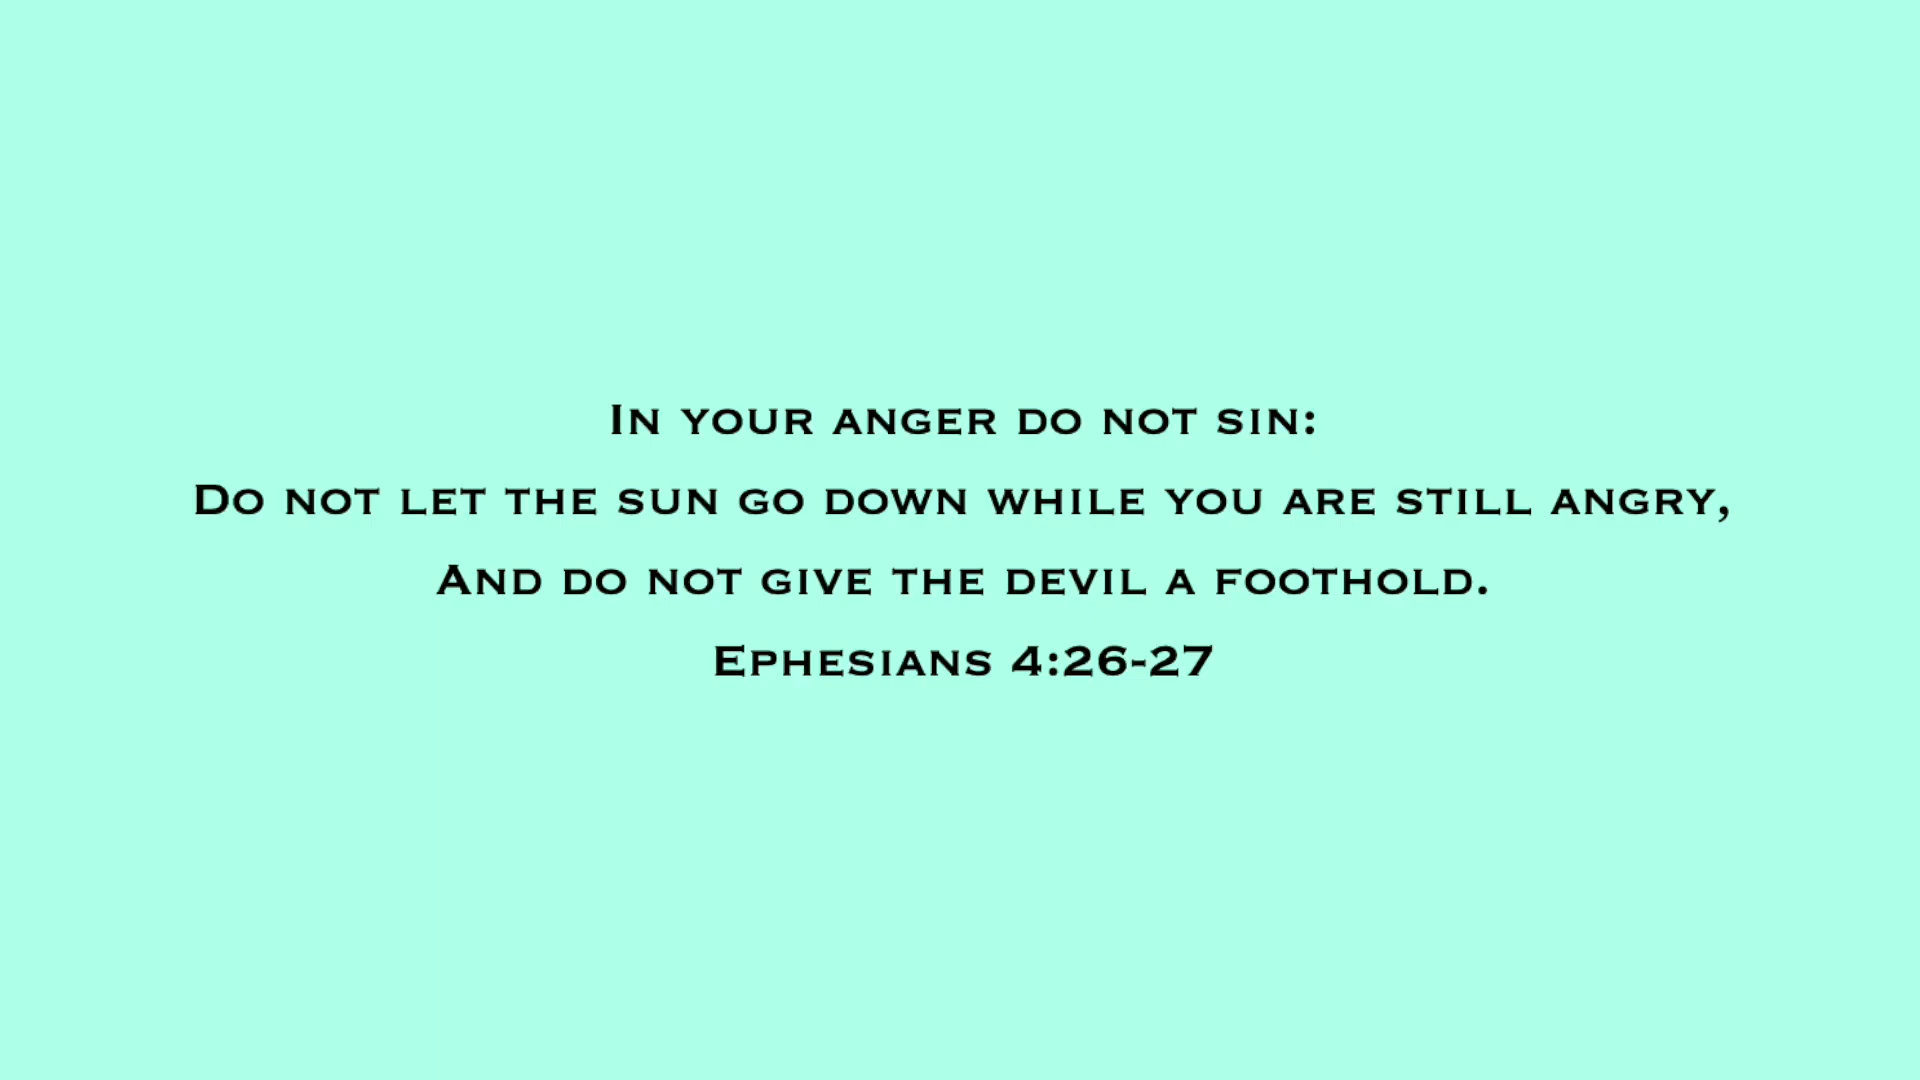 In your anger do not sin:
Do not let the sun go down while you are still angry,
And do not give the devil a foothold.
Ephesians 4:26-27